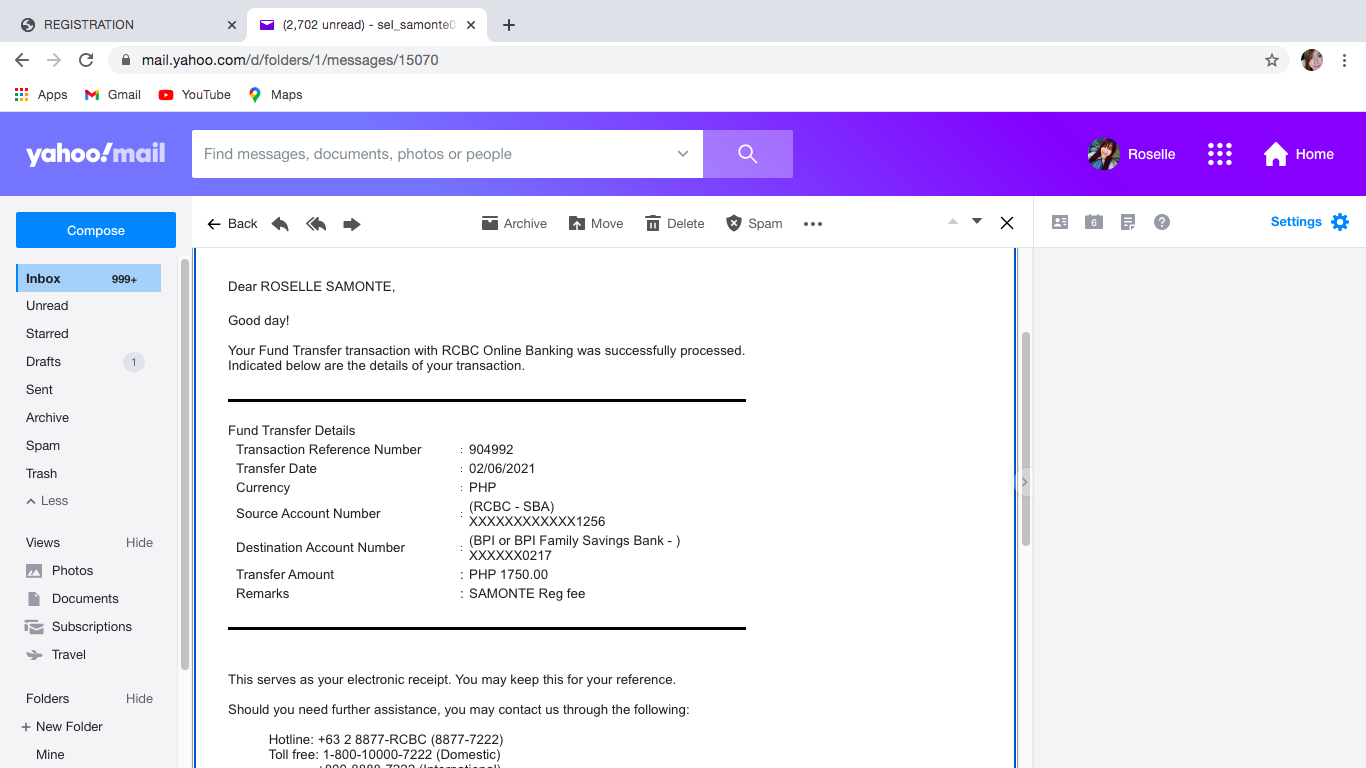 REGISTRATION
(2,702 unread) - sel_samonte0
mail.yahoo.com/d/folders/1/messages/15070
Apps
Gmail
YouTube
Maps
yahoo!mail
Find messages, documents, photos or people
Roselle
Home
Compose
Back
Archive
Move
Delete
Spam
6
Settings
Inbox 999+
Unread
Starred
Drafts 1
Sent
Archive
Spam
Trash
Less
Views Hide
Photos
Documents
Subscriptions
Travel
Folders Hide
+ New Folder
Mine
Dear ROSELLE SAMONTE,
Good day!
Your Fund Transfer transaction with RCBC Online Banking was successfully processed.
Indicated below are the details of your transaction.
Fund Transfer Details
Transaction Reference Number : 904992
Transfer Date : 02/06/2021
Currency : PHP
Source Account Number : (RCBC - SBA)
XXXXXXXXXXXX1256
Destination Account Number : (BPI or BPI Family Savings Bank - )
XXXXXX0217
Transfer Amount : PHP 1750.00
Remarks : SAMONTE Reg fee
This serves as your electronic receipt. You may keep this for your reference.
Should you need further assistance, you may contact us through the following:
Hotline: +63 2 8877-RCBC (8877-7222)
Toll free: 1-800-10000-7222 (Domestic)